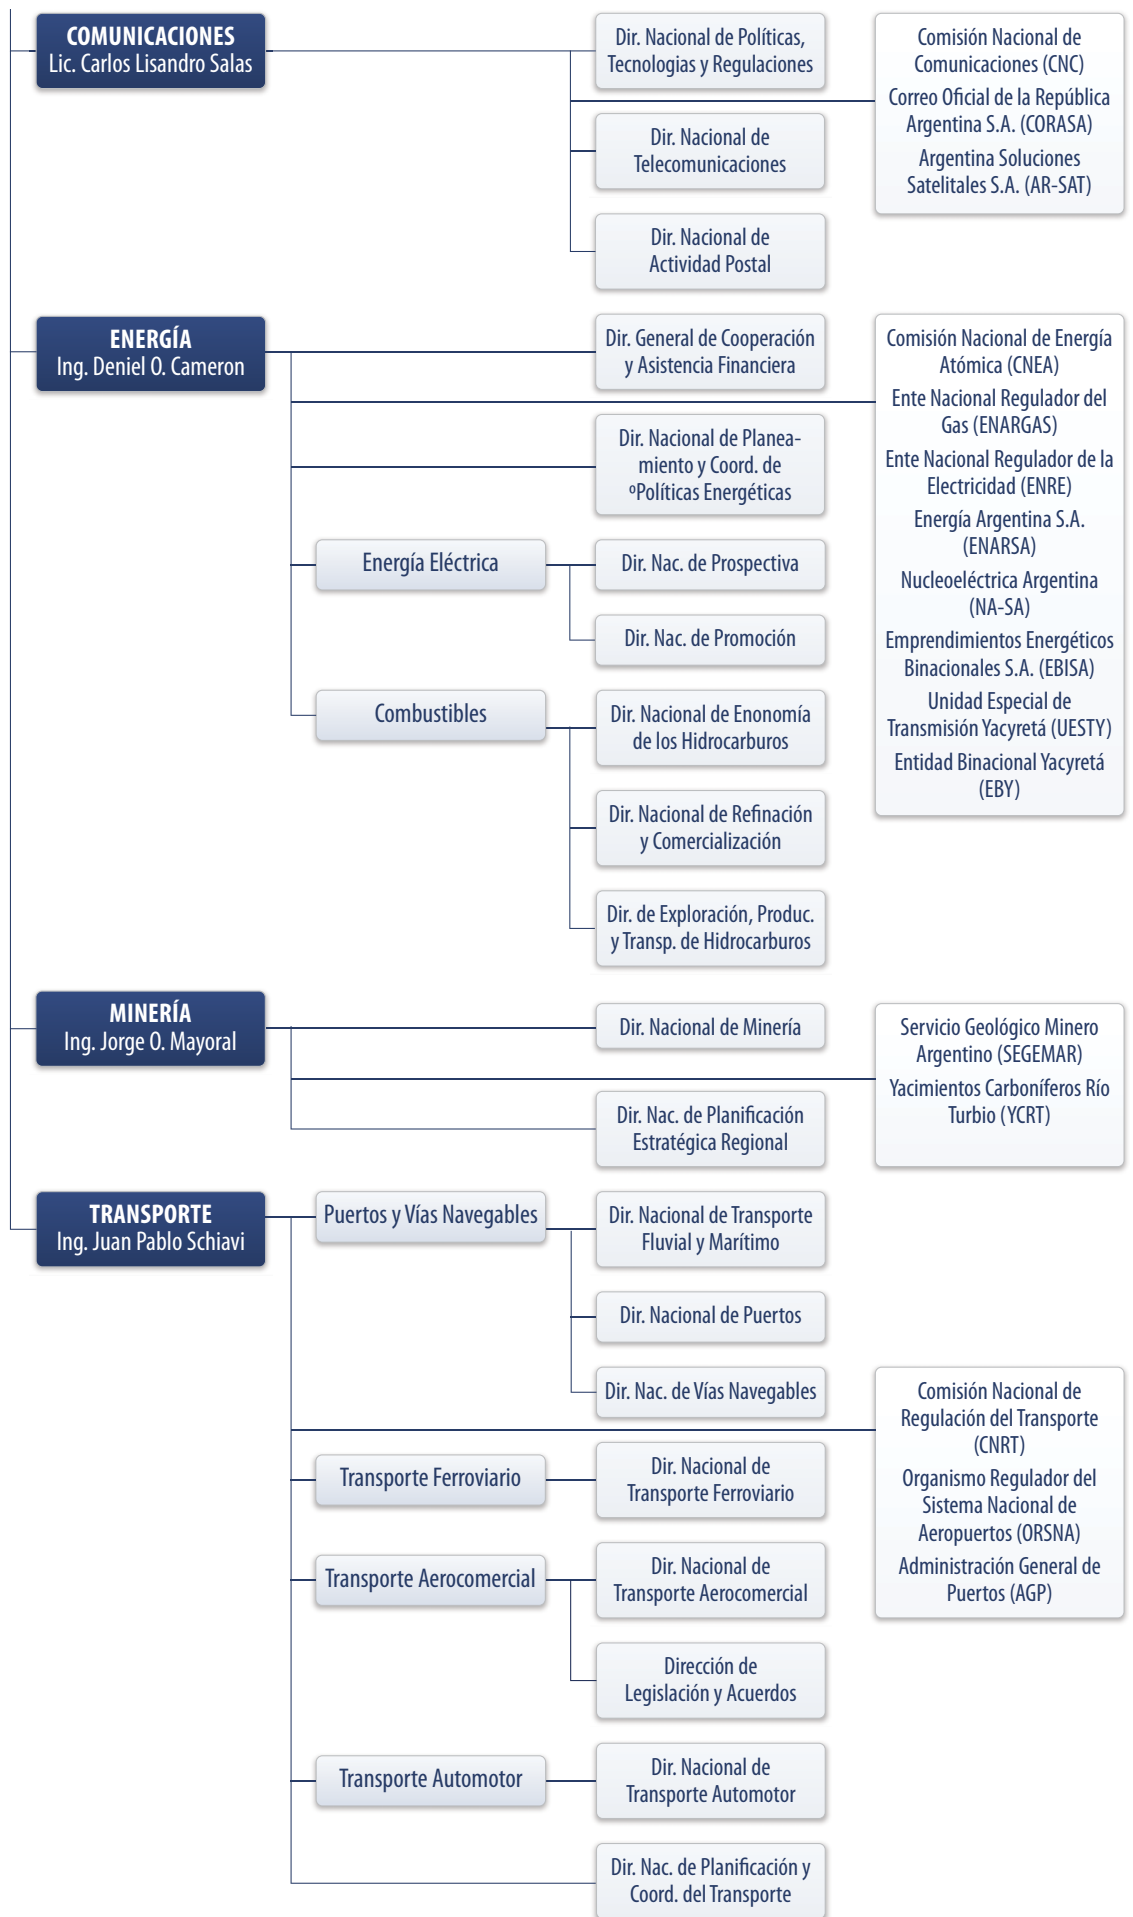 COMUNICACIONES
Lic. Carlos Lisandro Salas
Dir. Nacional de Políticas,
Tecnologias y Regulaciones
Dir. Nacional de
Telecomunicaciones
Dir. Nacional de
Actividad Postal
Comisión Nacional de
Comunicaciones (CNC)
Correo Oficial de la República
Argentina S.A. (CORASA)
Argentina Soluciones
Satelitales S.A. (AR-SAT)
ENERGÍA
Ing. Deniel O. Cameron
Dir. General de Cooperación
y Asistencia Financiera
Dir. Nacional de Planea-
miento y Coord. de
ºPolíticas Energéticas
Energía Eléctrica
Dir. Nac. de Prospectiva
Dir. Nac. de Promoción
Combustibles
Dir. Nacional de Enonomía
de los Hidrocarburos
Dir. Nacional de Refinación
y Comercialización
Dir. de Exploración, Produc.
y Transp. de Hidrocarburos
Comisión Nacional de Energía
Atómica (CNEA)
Ente Nacional Regulador del
Gas (ENARGAS)
Ente Nacional Regulador de la
Electricidad (ENRE)
Energía Argentina S.A.
(ENARSA)
Nucleoeléctrica Argentina
(NA-SA)
Emprendimientos Energéticos
Binacionales S.A. (EBISA)
Unidad Especial de
Transmisión Yacyretá (UESTY)
Entidad Binacional Yacyretá
(EBY)
MINERÍA
Ing. Jorge O. Mayoral
Dir. Nacional de Minería
Dir. Nac. de Planificación
Estratégica Regional
Servicio Geológico Minero
Argentino (SEGEMAR)
Yacimientos Carboníferos Río
Turbio (YCRT)
TRANSPORTE
Ing. Juan Pablo Schiavi
Puertos y Vías Navegables
Dir. Nacional de Transporte
Fluvial y Marítimo
Dir. Nacional de Puertos
Dir. Nac. de Vías Navegables
Transporte Ferroviario
Dir. Nacional de
Transporte Ferroviario
Transporte Aerocomercial
Dir. Nacional de
Transporte Aerocomercial
Dirección de
Legislación y Acuerdos
Transporte Automotor
Dir. Nacional de
Transporte Automotor
Dir. Nac. de Planificación y
Coord. del Transporte
Comisión Nacional de
Regulación del Transporte
(CNRT)
Organismo Regulador del
Sistema Nacional de
Aeropuertos (ORSNA)
Administración General de
Puertos (AGP)